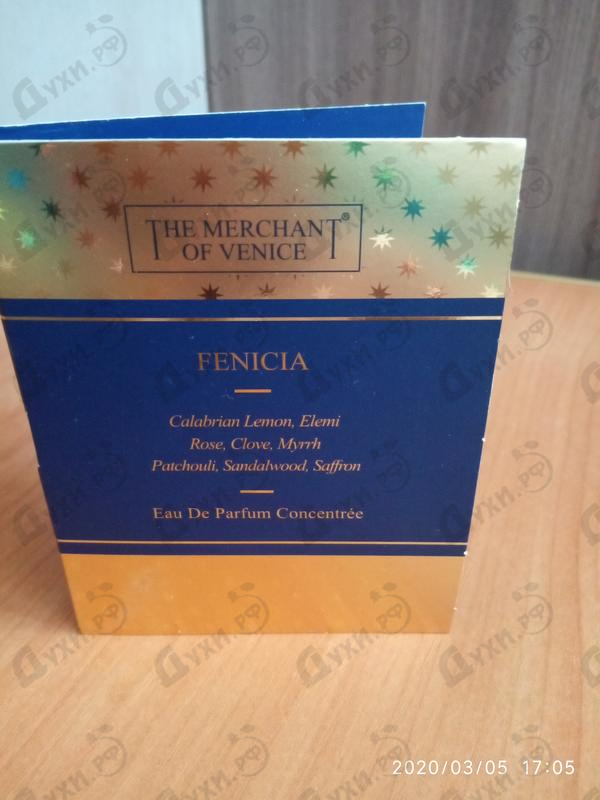 THE MERCHANT®
OF VENICE
FENICIA
Calabrian Lemon, Elemi
Rose, Clove, Myrrh
Patchouli, Sandalwood, Saffron
Eau De Parfum Concentrée
2020/03/05 17:05
Духи.РФ